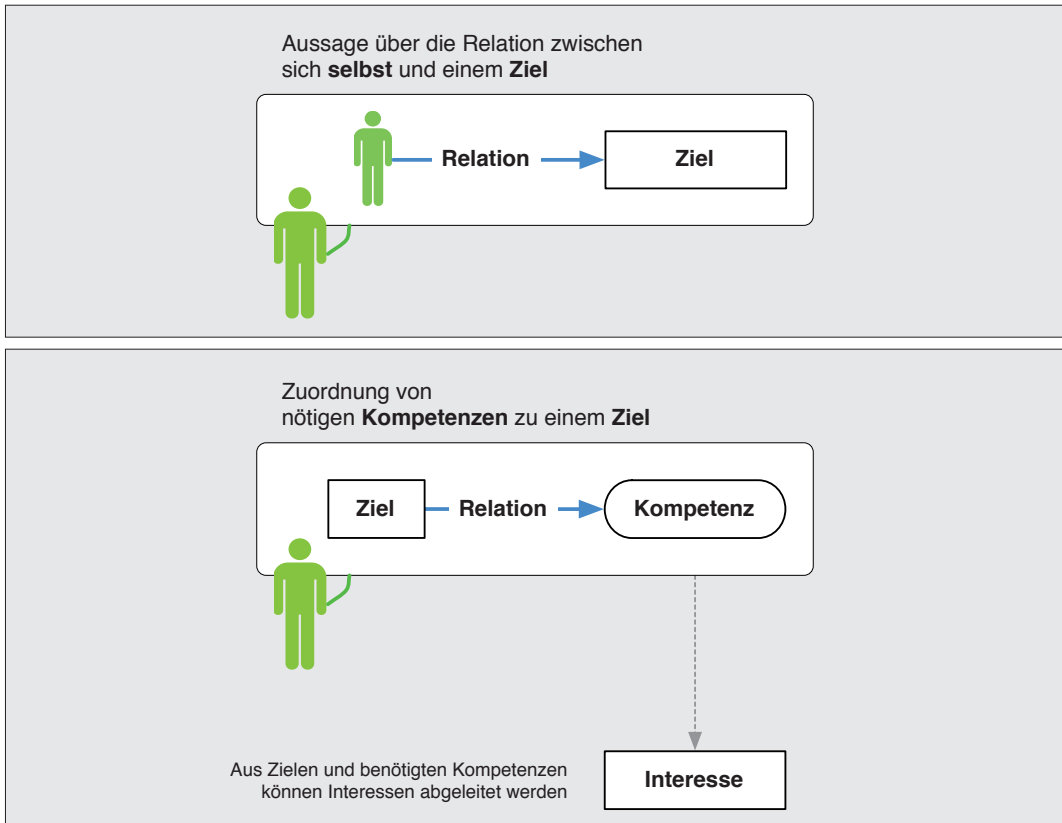 Aussage über die Relation zwischen
sich selbst und einem Ziel
Relation
Ziel
Zuordnung von
nötigen Kompetenzen zu einem Ziel
Ziel
Relation
Kompetenz
Aus Zielen und benötigten Kompetenzen
können Interessen abgeleitet werden
Interesse